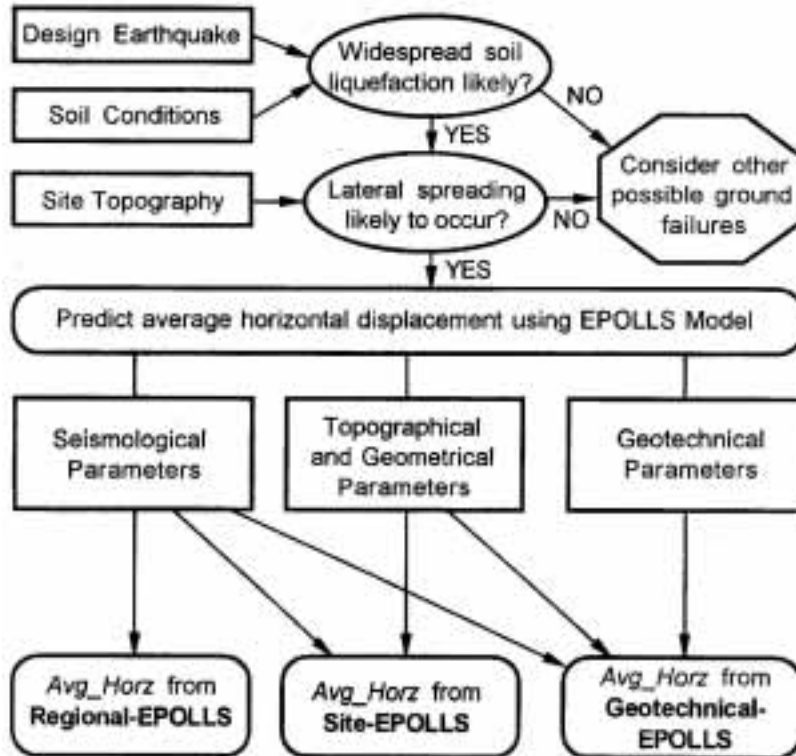 Design Earthquake
Widespread soil
liquefaction likely?
NO
Soil Conditions
YES
Consider other
possible ground
failures
Site Topography
Lateral spreading
likely to occur?
NO
YES
Predict average horizontal displacement using EPOLLS Model
Seismological
Parameters
Topographical
and Geometrical
Parameters
Geotechnical
Parameters
Avg_Horz from
Regional-EPOLLS
Avg_Horz from
Site-EPOLLS
Avg_Horz from
Geotechnical-
EPOLLS